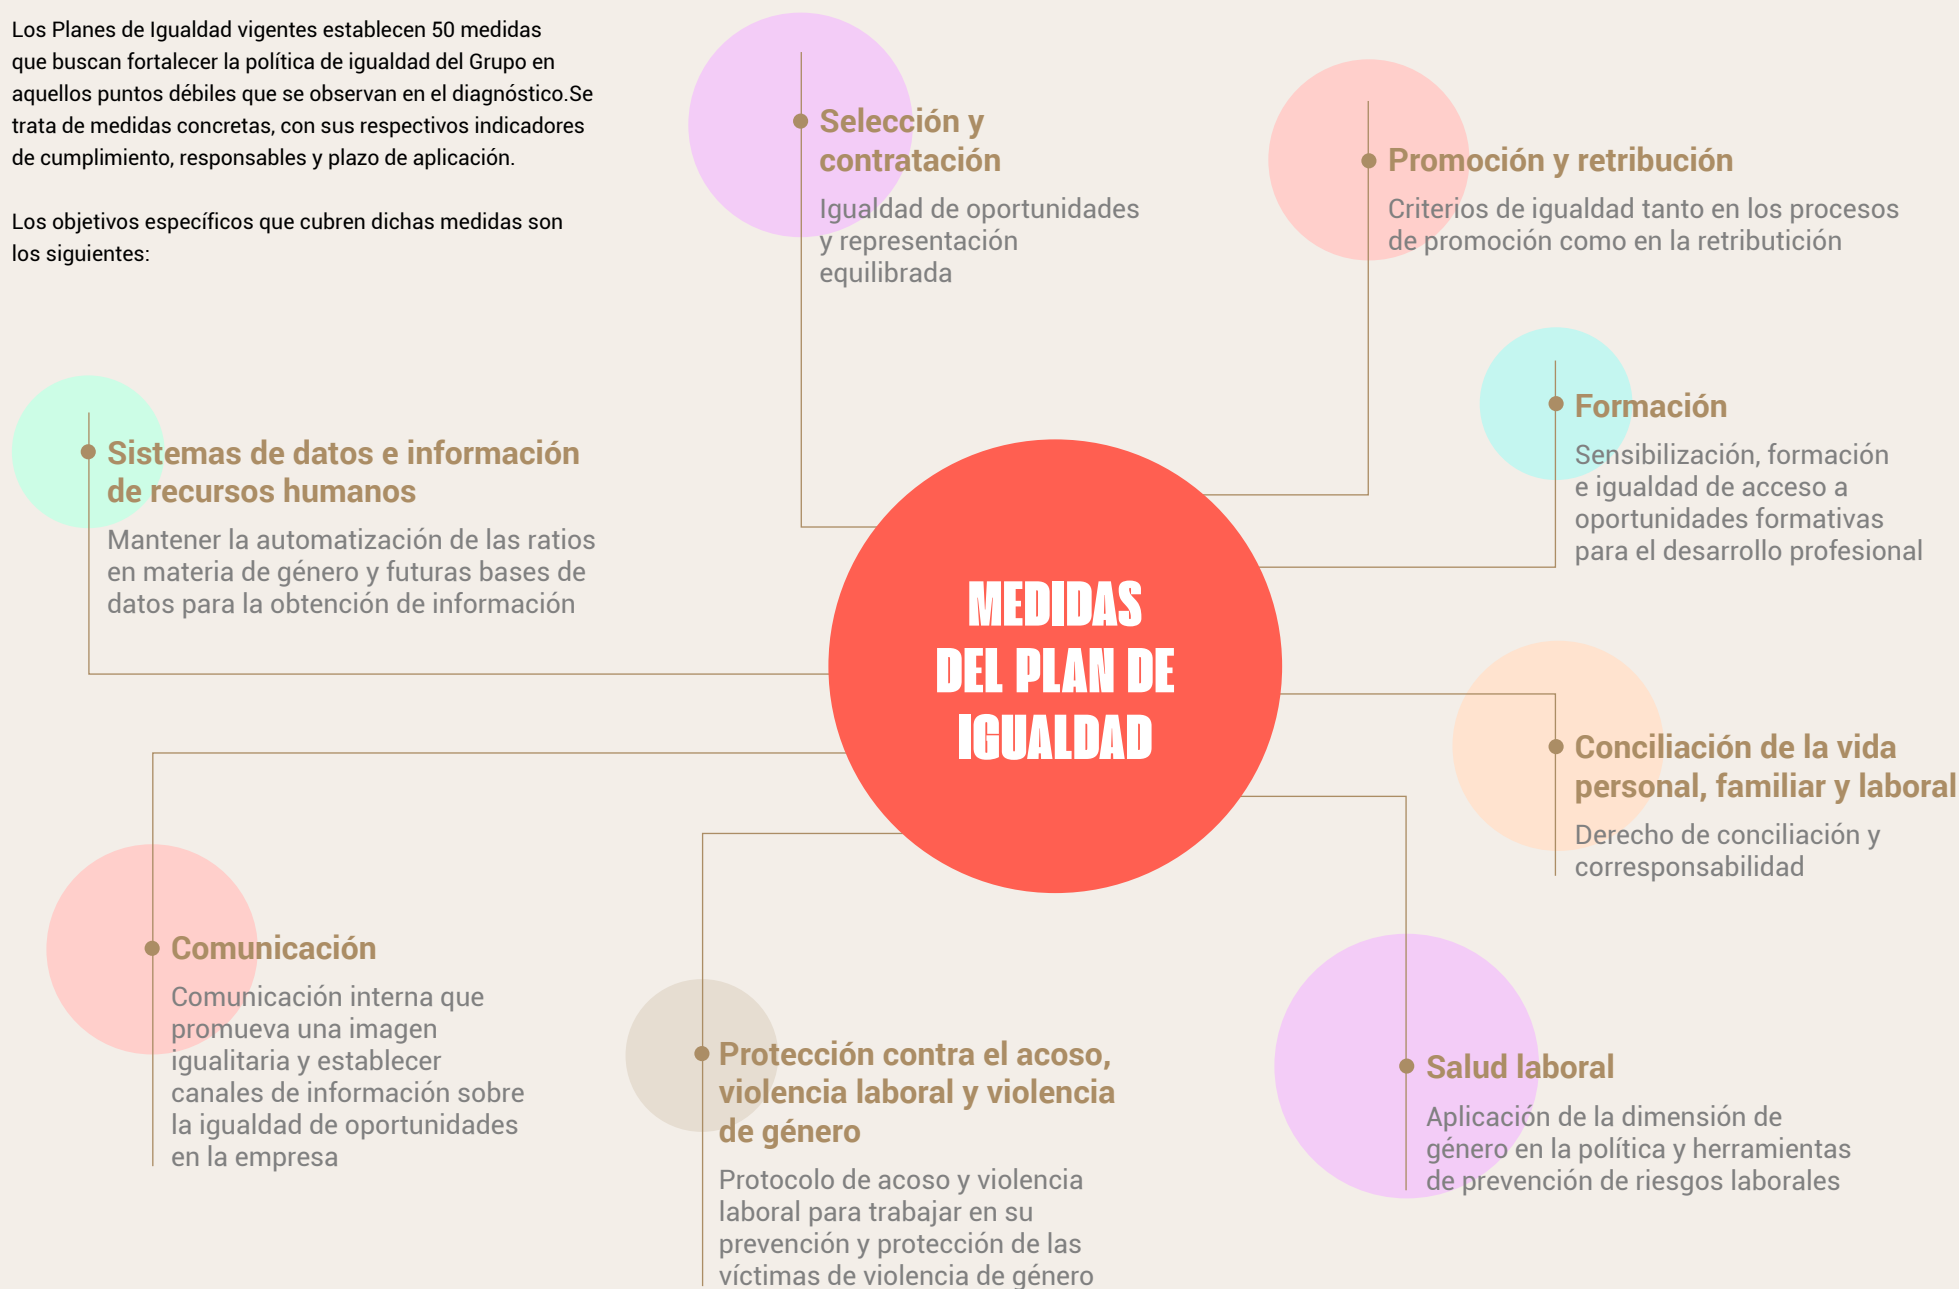 Los Planes de Igualdad vigentes establecen 50 medidas
que buscan fortalecer la política de igualdad del Grupo en
aquellos puntos débiles que se observan en el diagnóstico.Se
trata de medidas concretas, con sus respectivos indicadores
de cumplimiento, responsables y plazo de aplicación.
Los objetivos específicos que cubren dichas medidas son
los siguientes:
Selección y
contratación
Igualdad de oportunidades
y representación
equilibrada
Promoción y retribución
Criterios de igualdad tanto en los procesos
de promoción como en la retributición
Formación
Sensibilización, formación
e igualdad de acceso a
oportunidades formativas
para el desarrollo profesional
Sistemas de datos e información
de recursos humanos
Mantener la automatización de las ratios
en materia de género y futuras bases de
datos para la obtención de información
MEDIDAS
DEL PLAN DE
IGUALDAD
Conciliación de la vida
personal, familiar y laboral
Derecho de conciliación y
corresponsabilidad
Comunicación
Comunicación interna que
promueva una imagen
igualitaria y establecer
canales de información sobre
la igualdad de oportunidades
en la empresa
Protección contra el acoso,
violencia laboral y violencia
de género
Protocolo de acoso y violencia
laboral para trabajar en su
prevención y protección de las
víctimas de violencia de género
Salud laboral
Aplicación de la dimensión de
género en la política y herramientas
de prevención de riesgos laborales